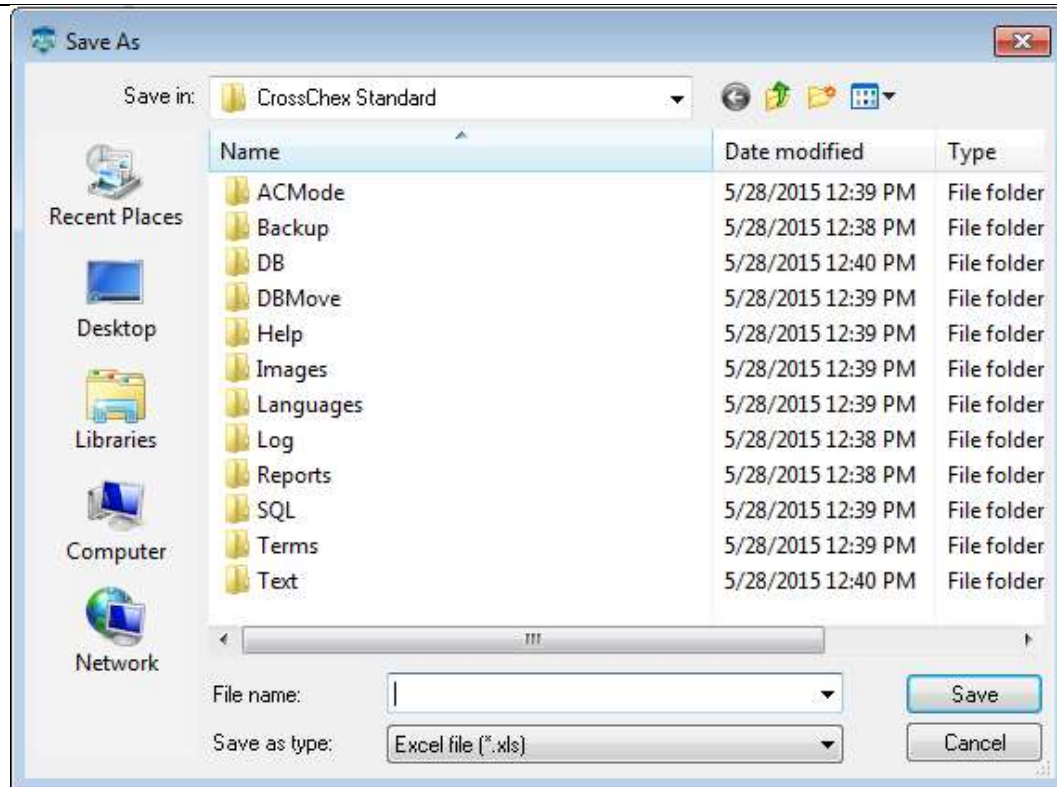 Save As
Save in: CrossChex Standard
Name Date modified Type
ACMode 5/28/2015 12:39 PM File folder
Backup 5/28/2015 12:38 PM File folder
DB 5/28/2015 12:40 PM File folder
DBMove 5/28/2015 12:39 PM File folder
Help 5/28/2015 12:39 PM File folder
Images 5/28/2015 12:39 PM File folder
Languages 5/28/2015 12:39 PM File folder
Log 5/28/2015 12:38 PM File folder
Reports 5/28/2015 12:38 PM File folder
SQL 5/28/2015 12:39 PM File folder
Terms 5/28/2015 12:39 PM File folder
Text 5/28/2015 12:40 PM File folder
Recent Places
Desktop
Libraries
Computer
Network
File name: Save
Save as type: Excel file (*.xls) Cancel